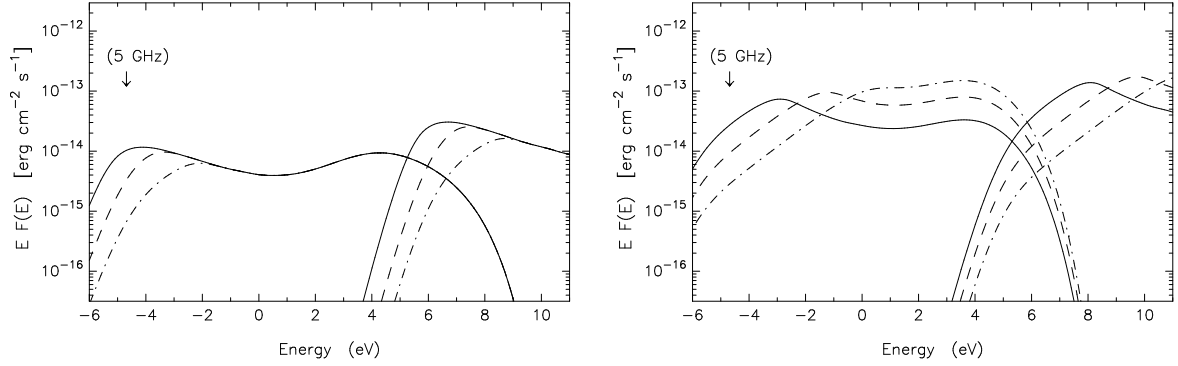 E F(E) [erg cm⁻² s⁻¹]
10⁻¹²
10⁻¹³
10⁻¹⁴
10⁻¹⁵
10⁻¹⁶
(5 GHz)
−6 −4 −2 0 2 4 6 8 10
Energy (eV)
E F(E) [erg cm⁻² s⁻¹]
10⁻¹²
10⁻¹³
10⁻¹⁴
10⁻¹⁵
10⁻¹⁶
(5 GHz)
−6 −4 −2 0 2 4 6 8 10
Energy (eV)